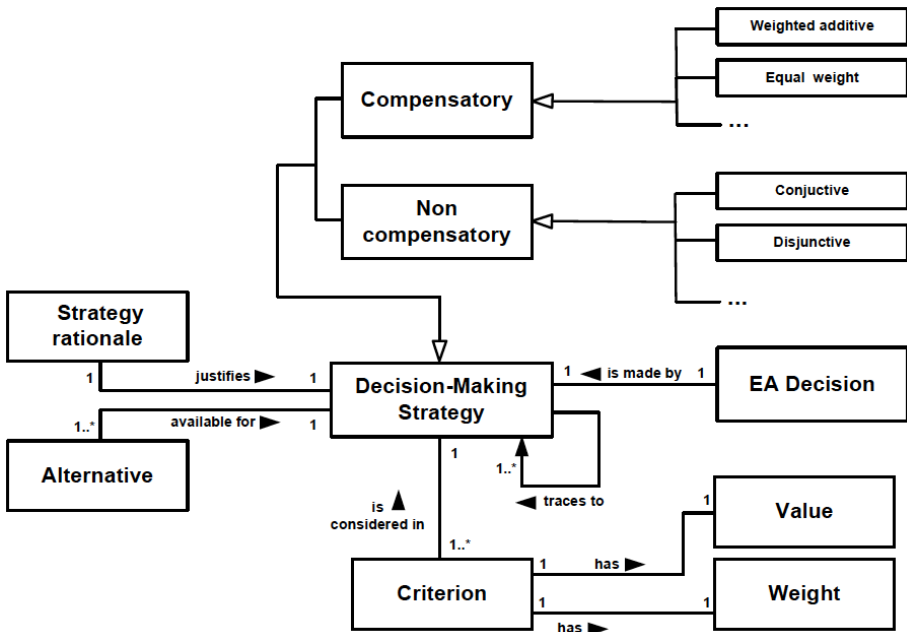 Weighted additive
Equal weight
...
Compensatory
Conjuctive
Disjunctive
...
Non
compensatory
Strategy
rationale
1
justifies
1
Decision-Making
Strategy
1
is made by
1
EA Decision
1..*
available for
1
Alternative
1
1..*
traces to
is
considered in
1..*
Criterion
1
has
1
Value
1
has
1
Weight